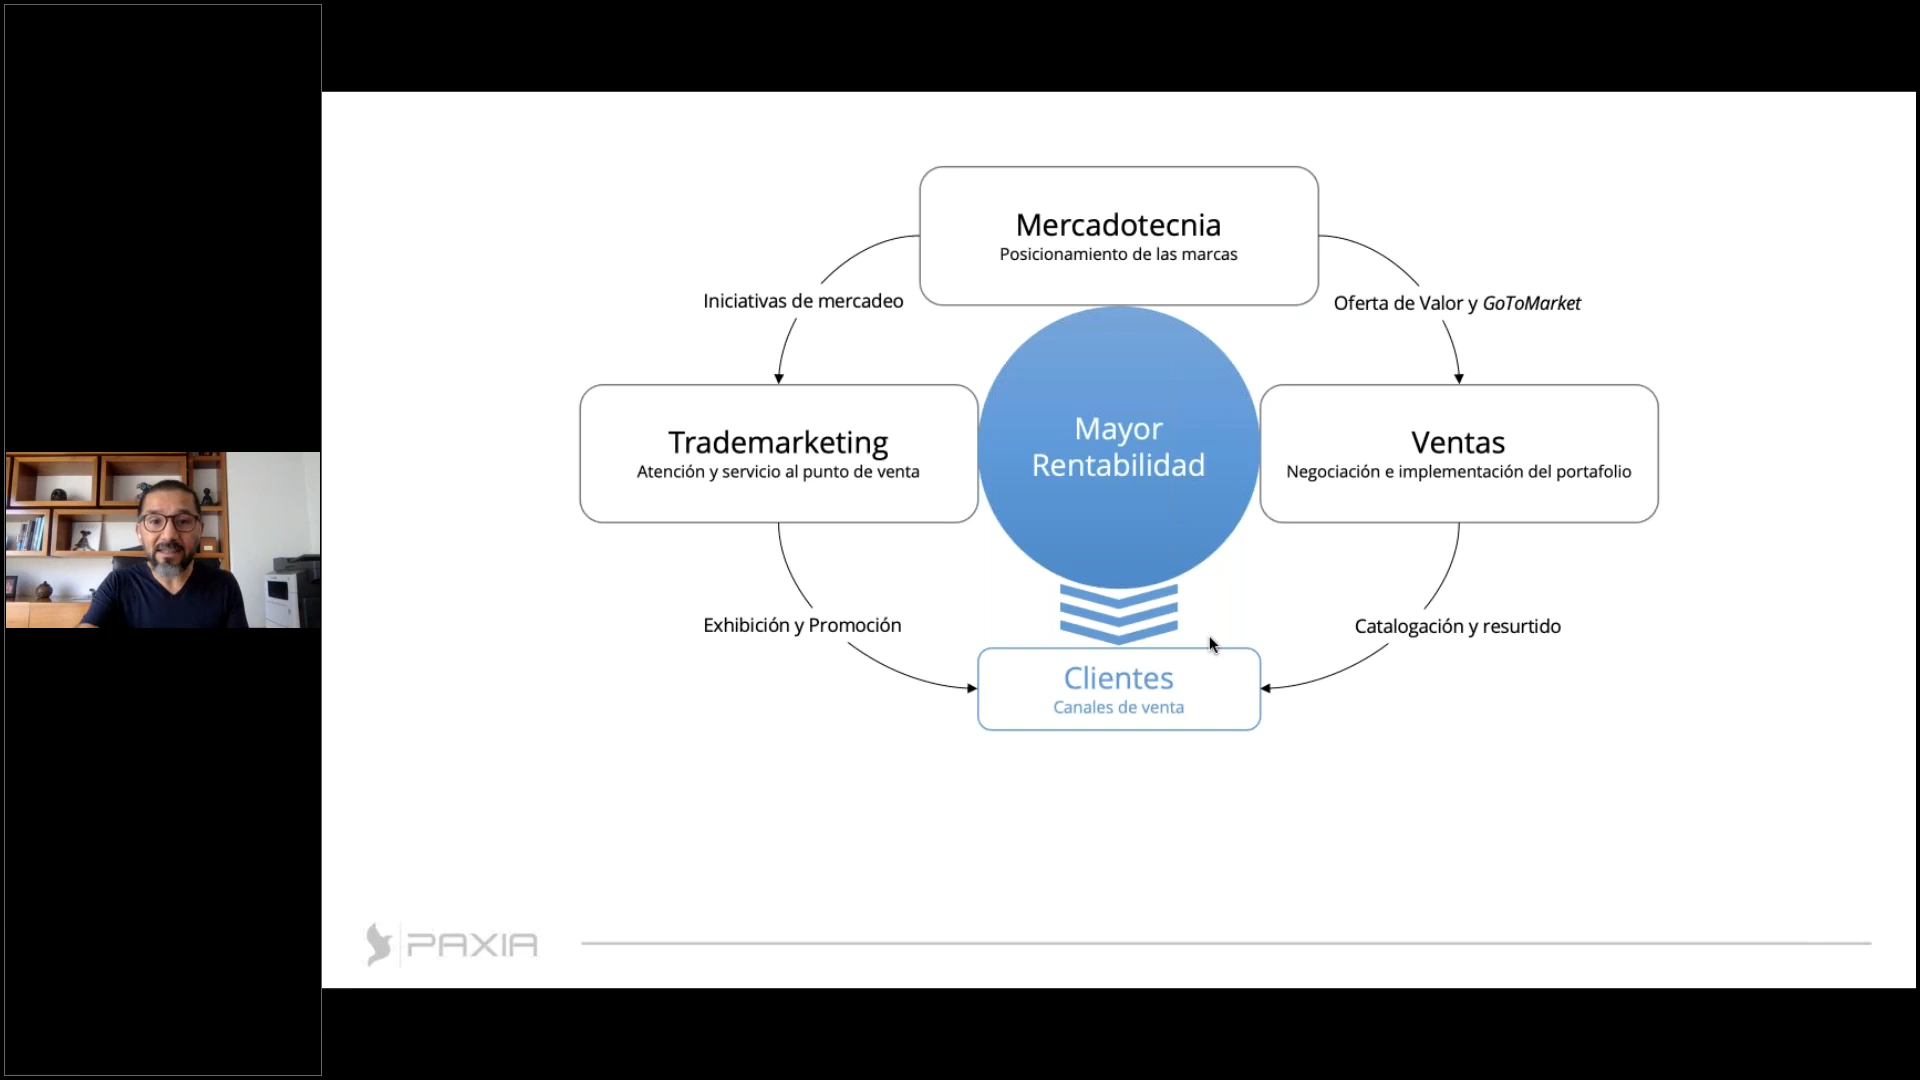 Mercadotecnia
Posicionamiento de las marcas
Iniciativas de mercadeo
Oferta de Valor y GoToMarket
Trademarketing
Atención y servicio al punto de venta
Mayor
Rentabilidad
Ventas
Negociación e implementación del portafolio
Exhibición y Promoción
Catalogación y resurtido
Clientes
Canales de venta
PAXIA